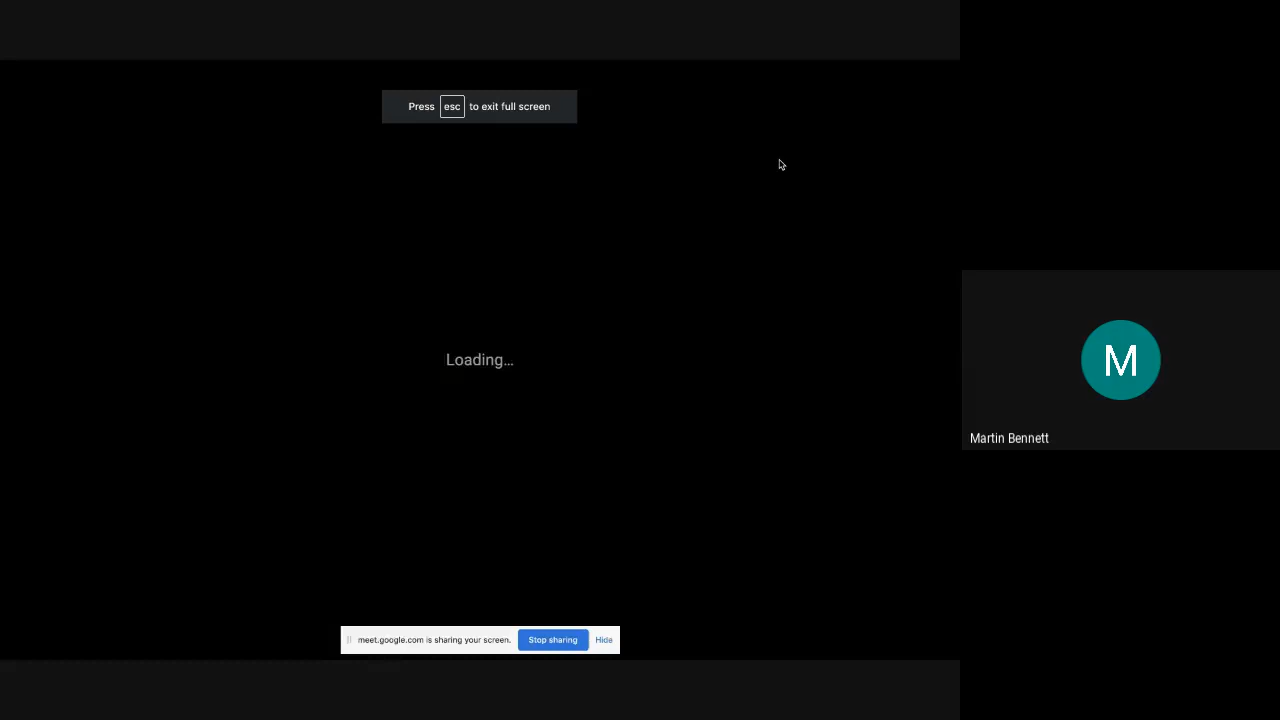 Press esc to exit full screen
Loading...
M
Martin Bennett
meet.google.com is sharing your screen. Stop sharing Hide